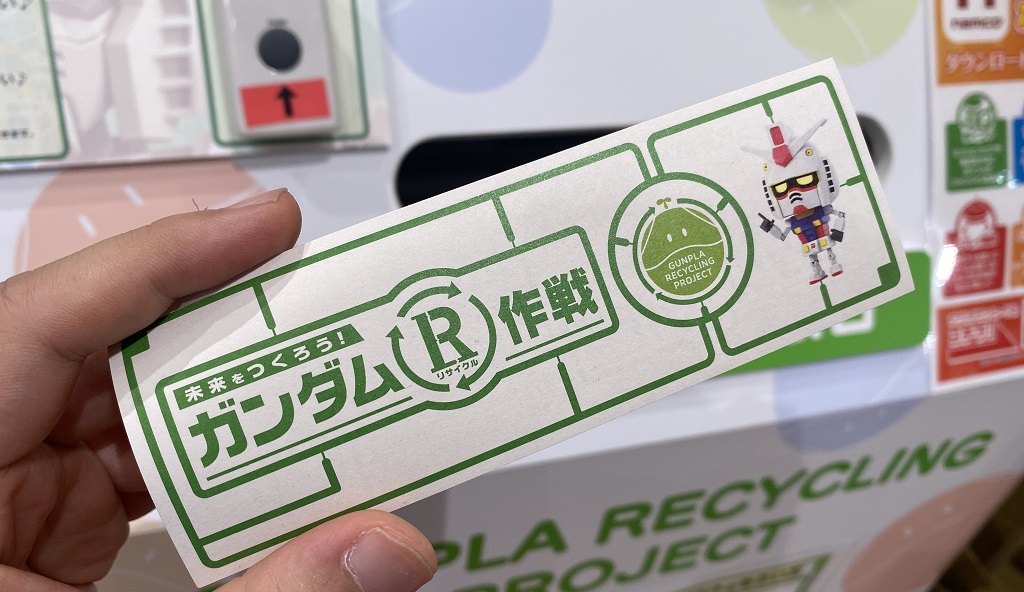 namco
ダウンロード
未来をつくろう!
ガンダム
R
リサイクル
作戦
GUNPLA
RECYCLING
PROJECT
PLA RECYCLING
PROJECT